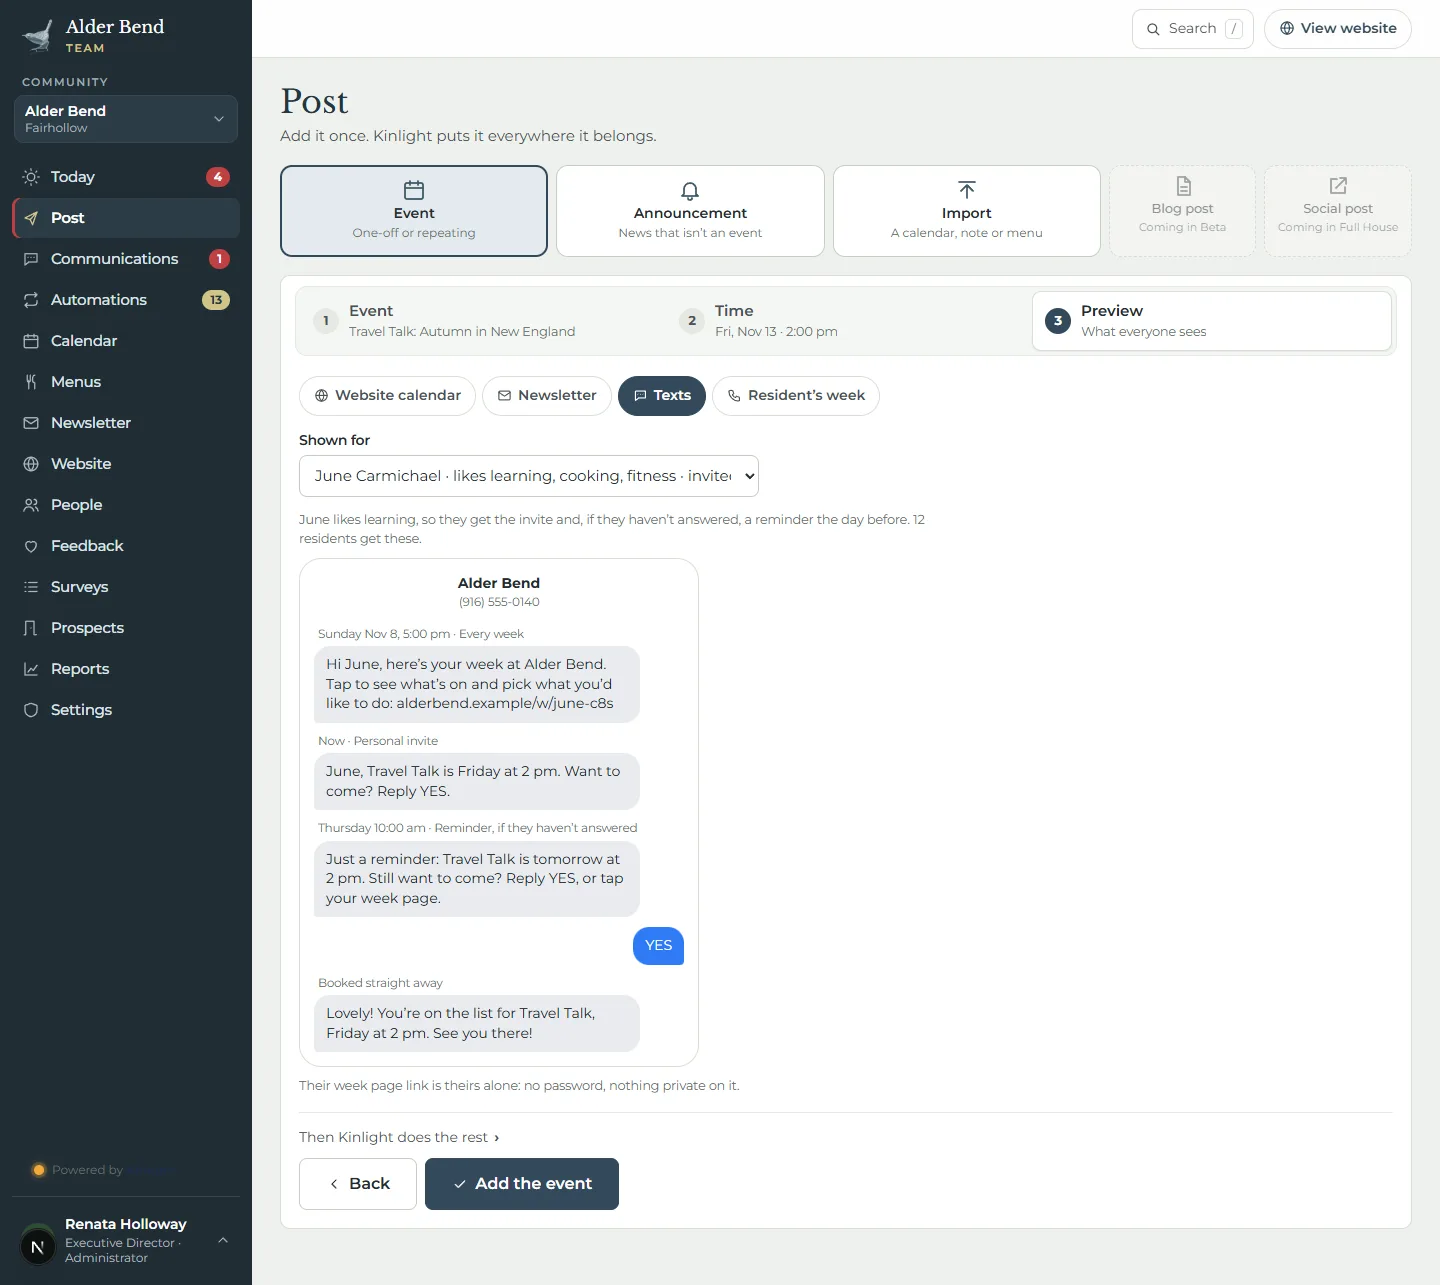 Alder Bend
TEAM
COMMUNITY
Alder Bend
Fairhollow
Today
4
Post
Communications
1
Automations
13
Calendar
Menus
Newsletter
Website
People
Feedback
Surveys
Prospects
Reports
Settings
Powered by
N
Renata Holloway
Executive Director ·
Administrator
Search /
View website
Post
Add it once. Kinlight puts it everywhere it belongs.
Event
One-off or repeating
Announcement
News that isn’t an event
Import
A calendar, note or menu
Blog post
Coming in Beta
Social post
Coming in Full House
1
Event
Travel Talk: Autumn in New England
2
Time
Fri, Nov 13 · 2:00 pm
3
Preview
What everyone sees
Website calendar
Newsletter
Texts
Resident’s week
Shown for
June Carmichael · likes learning, cooking, fitness · invite
June likes learning, so they get the invite and, if they haven’t answered, a reminder the day before. 12
residents get these.
Alder Bend
(916) 555-0140
Sunday Nov 8, 5:00 pm · Every week
Hi June, here’s your week at Alder Bend.
Tap to see what’s on and pick what you’d
like to do: alderbend.example/w/june-c8s
Now · Personal invite
June, Travel Talk is Friday at 2 pm. Want to
come? Reply YES.
Thursday 10:00 am · Reminder, if they haven’t answered
Just a reminder: Travel Talk is tomorrow at
2 pm. Still want to come? Reply YES, or tap
your week page.
YES
Booked straight away
Lovely! You’re on the list for Travel Talk,
Friday at 2 pm. See you there!
Their week page link is theirs alone: no password, nothing private on it.
Then Kinlight does the rest ›
Back
Add the event